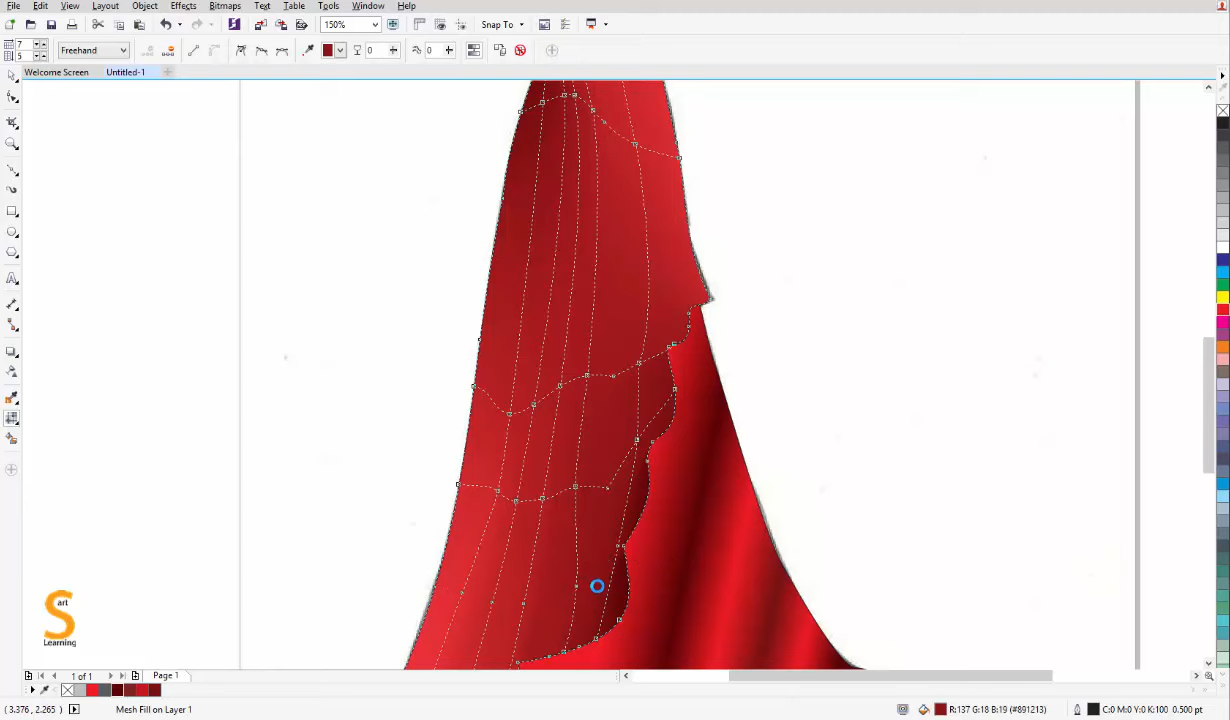 File Edit View Layout Object Effects Bitmaps Text Table Tools Window Help
150% Snap To
7
5
Freehand 0 0
Welcome Screen Untitled-1
art
S
Learning
1 of 1 Page 1
( 3.376, 2.265 ) Mesh Fill on Layer 1 R:137 G:18 B:19 (#891213) C:0 M:0 Y:0 K:100 0.500 pt